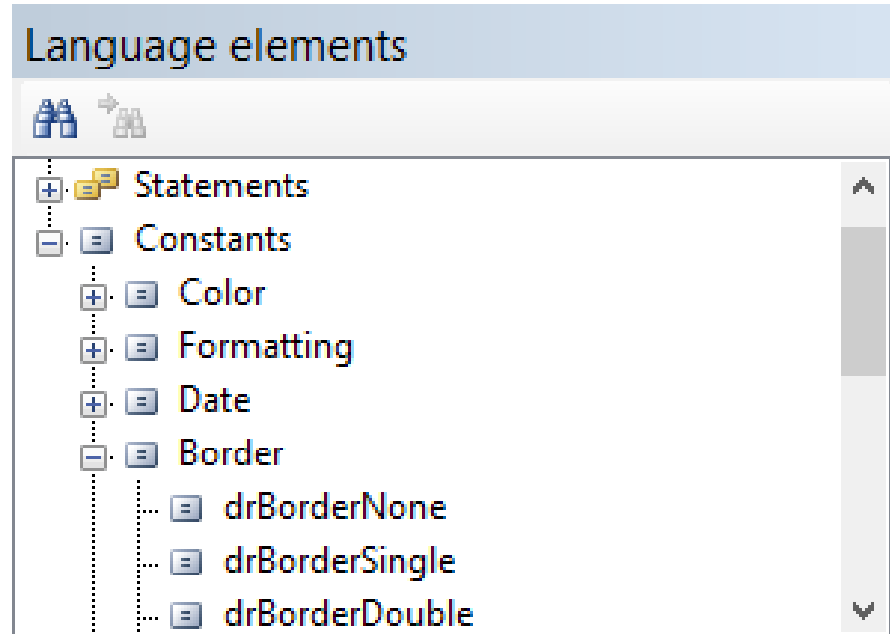 Language elements
Statements
Constants
Color
Formatting
Date
Border
drBorderNone
drBorderSingle
drBorderDouble